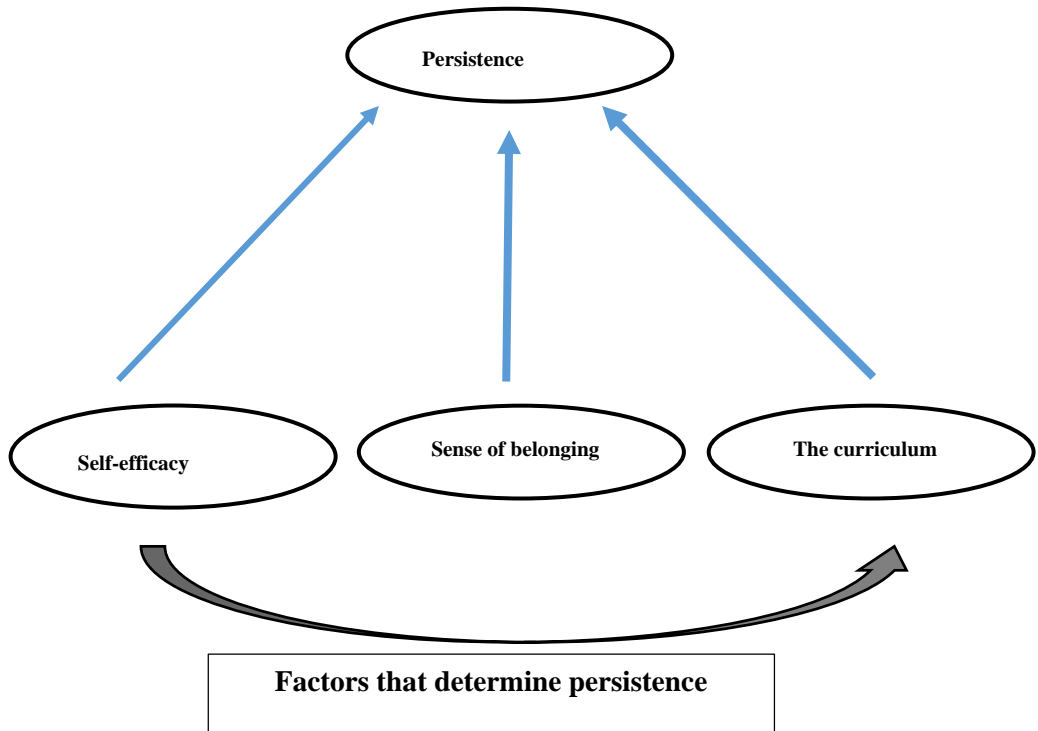 Persistence
Self-efficacy
Sense of belonging
The curriculum
Factors that determine persistence